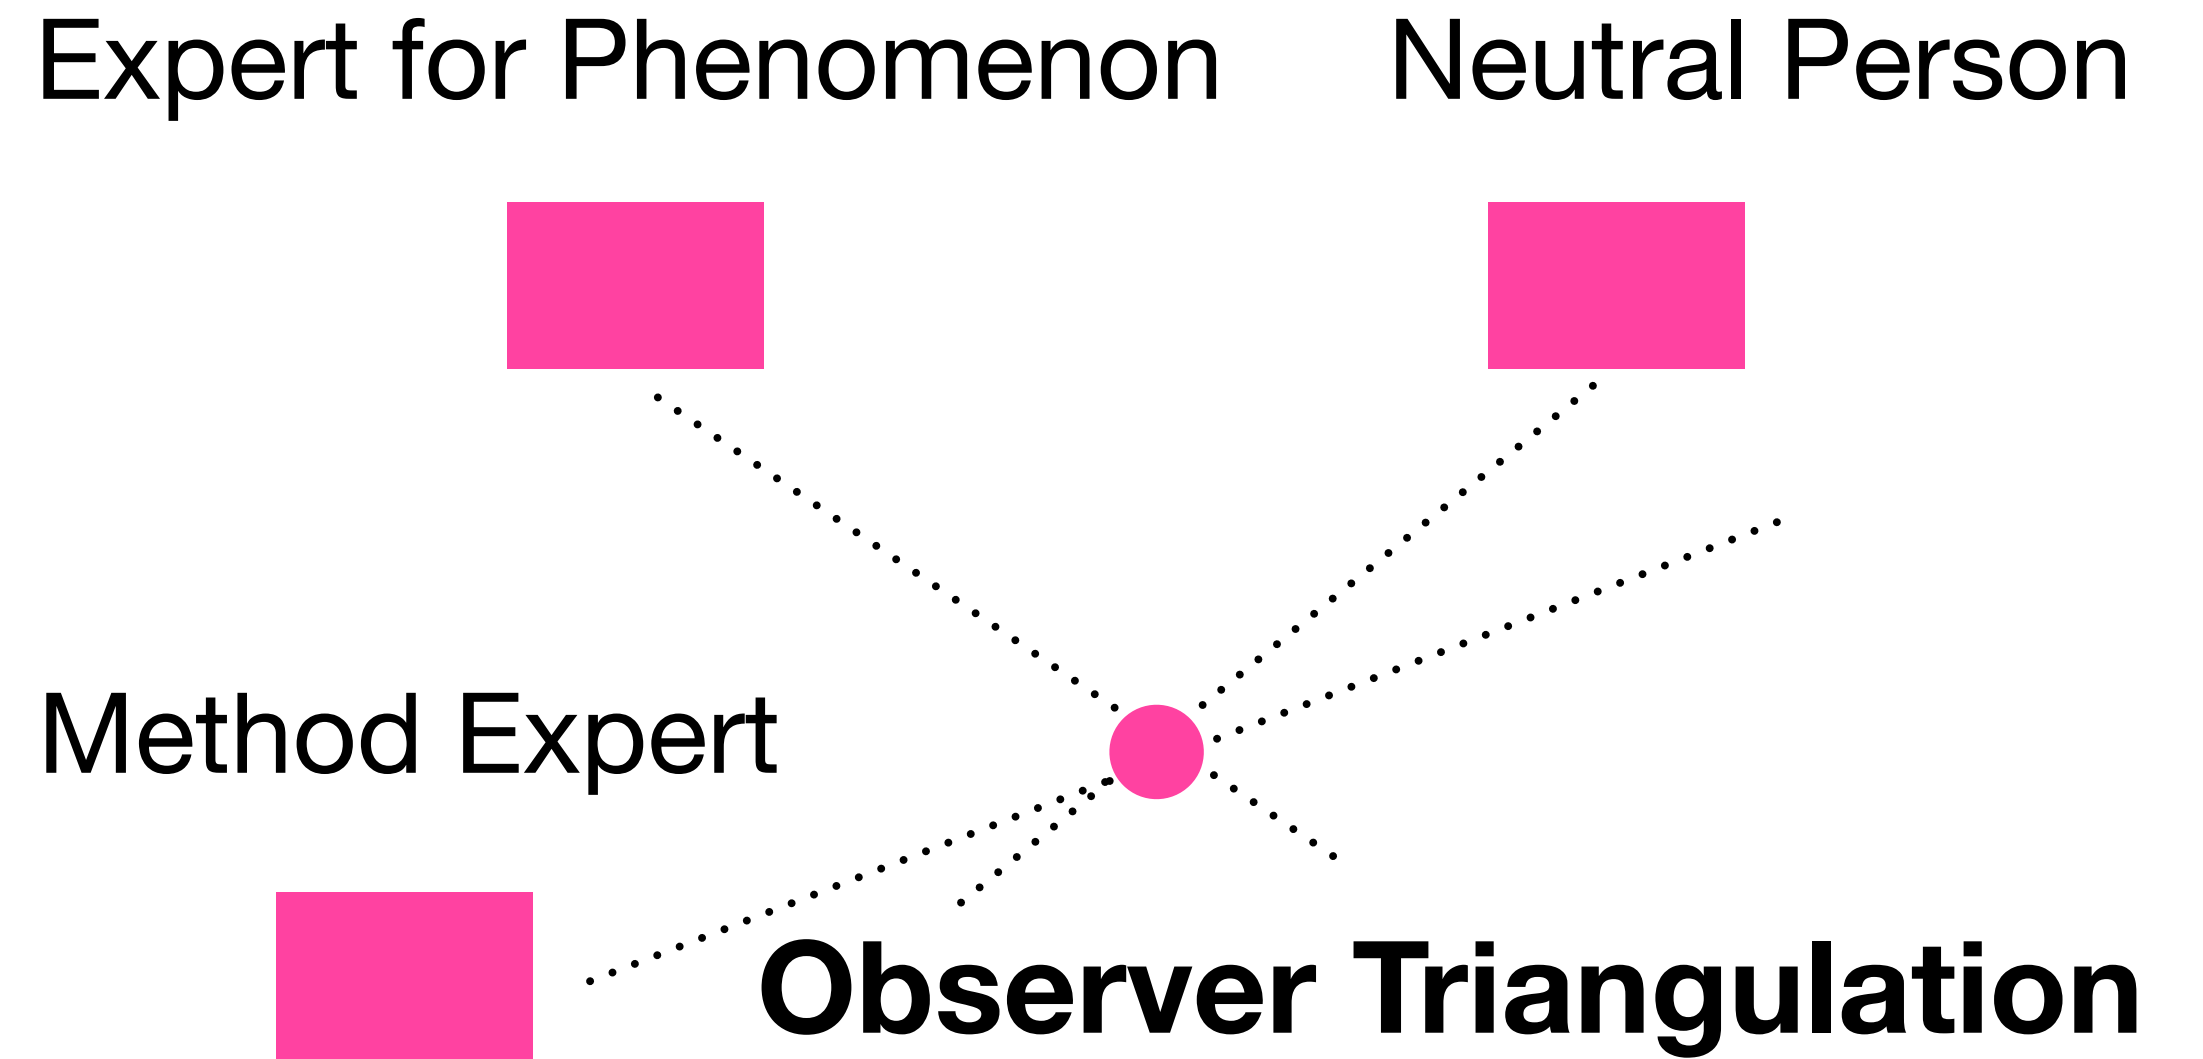 Expert for Phenomenon
Neutral Person
Method Expert
Observer Triangulation